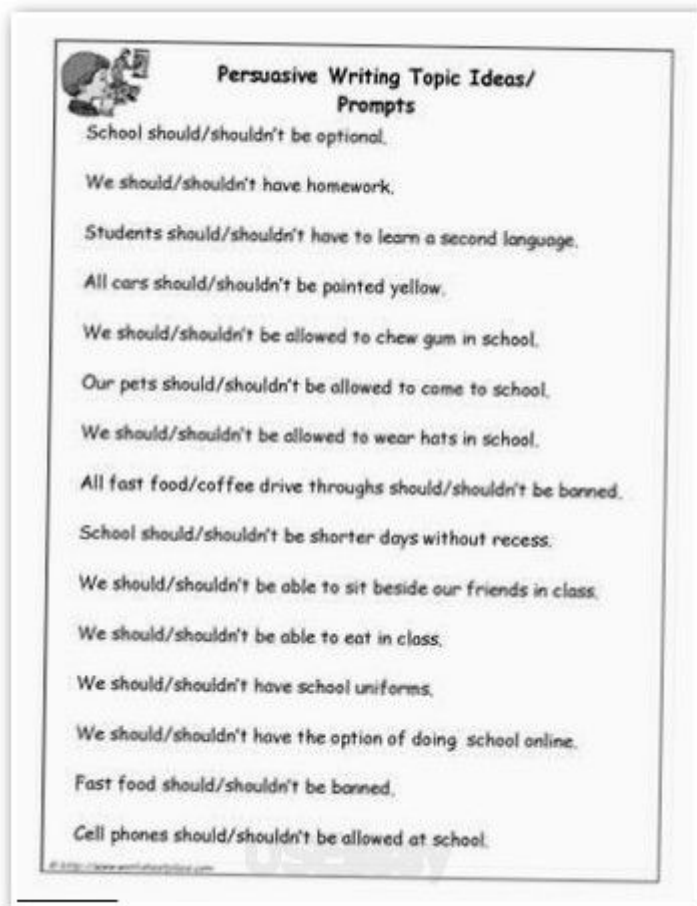 Persuasive Writing Topic Ideas/
Prompts
School should/shouldn't be optional.
We should/shouldn't have homework.
Students should/shouldn't have to learn a second language.
All cars should/shouldn't be painted yellow.
We should/shouldn't be allowed to chew gum in school.
Our pets should/shouldn't be allowed to come to school.
We should/shouldn't be allowed to wear hats in school.
All fast food/coffee drive throughs should/shouldn't be banned.
School should/shouldn't be shorter days without recess.
We should/shouldn't be able to sit beside our friends in class.
We should/shouldn't be able to eat in class.
We should/shouldn't have school uniforms.
We should/shouldn't have the option of doing school online.
Fast food should/shouldn't be banned.
Cell phones should/shouldn't be allowed at school.